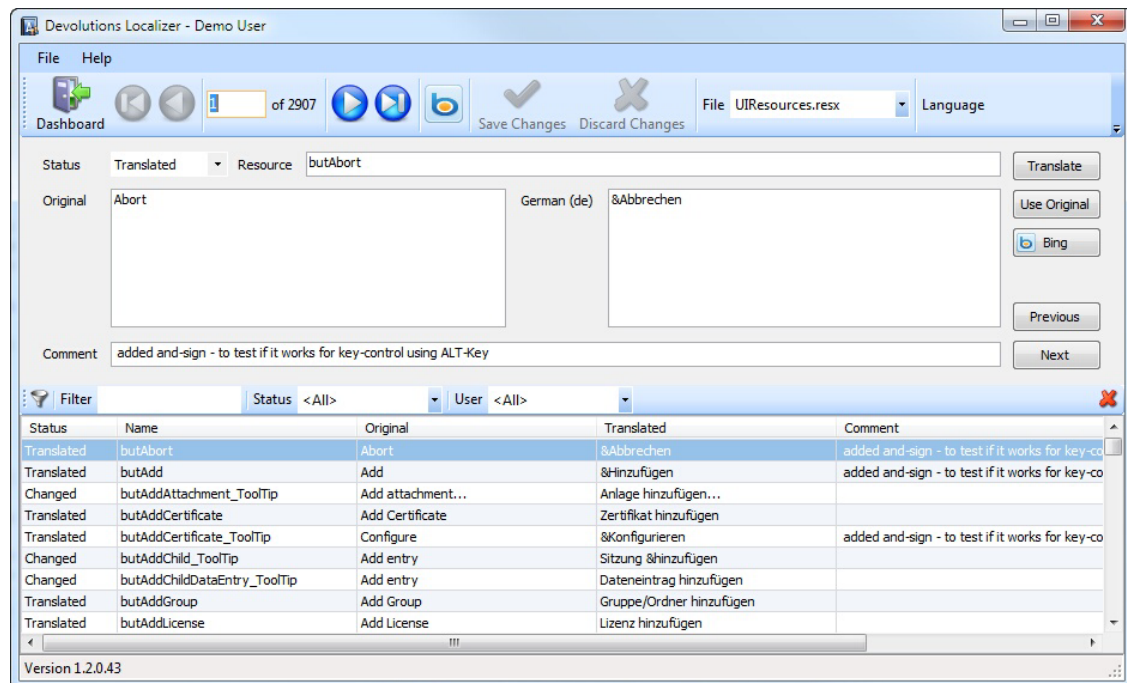 Devolutions Localizer - Demo User
File Help
Dashboard 1 of 2907 Save Changes Discard Changes File UIResources.resx Language
Status Translated Resource butAbort Translate
Original Abort German (de) &Abbrechen Use Original
Bing
Previous
Comment added and-sign - to test if it works for key-control using ALT-Key Next
Filter Status <All> User <All>
Status Name Original Translated Comment
Translated butAbort Abort &Abbrechen added and-sign - to test if it works for key-co
Translated butAdd Add &Hinzufügen added and-sign - to test if it works for key-co
Changed butAddAttachment_ToolTip Add attachment... Anlage hinzufügen...
Translated butAddCertificate Add Certificate Zertifikat hinzufügen
Translated butAddCertificate_ToolTip Configure &Konfigurieren added and-sign - to test if it works for key-co
Changed butAddChild_ToolTip Add entry Sitzung &hinzufügen
Changed butAddChildDataEntry_ToolTip Add entry Dateneintrag hinzufügen
Translated butAddGroup Add Group Gruppe/Ordner hinzufügen
Translated butAddLicense Add License Lizenz hinzufügen
Version 1.2.0.43